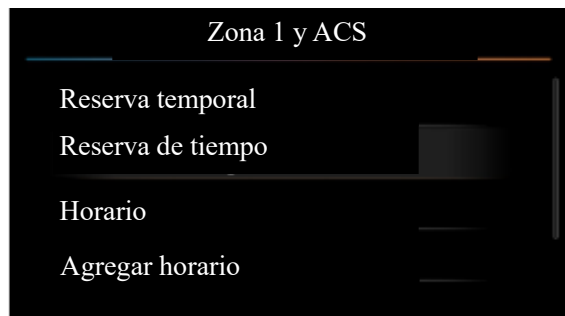 Zona 1 y ACS
Reserva temporal
Reserva de tiempo
Horario
Agregar horario